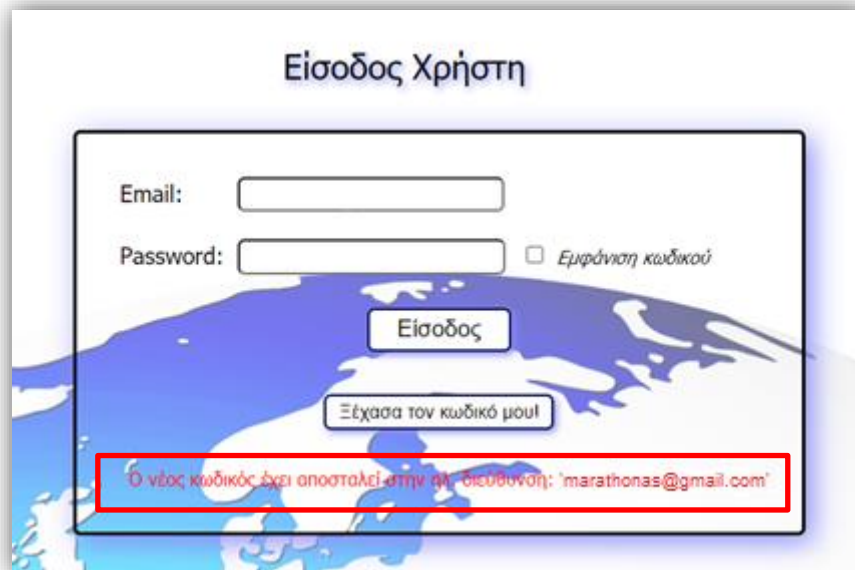 Είσοδος Χρήστη
Email:
Password:
Εμφάνιση κωδικού
Είσοδος
Ξέχασα τον κωδικό μου!
Ο νέος κωδικός έχει αποσταλεί στην ηλ. διεύθυνση: 'marathonas@gmail.com'